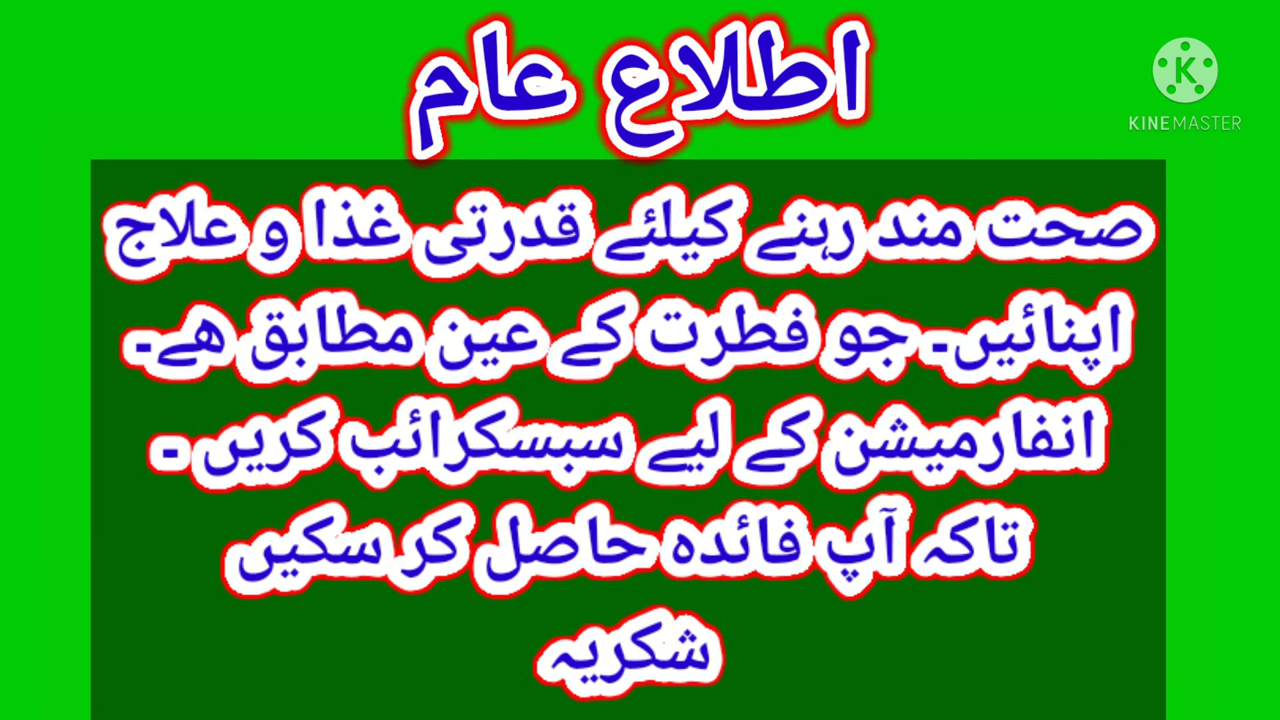 اطلاع عام
KINEMASTER
صحت مند رہنے کیلئے قدرتی غذا و علاج
اپنائیں۔ جو فطرت کے عین مطابق ھے۔
انفارمیشن کے لیے سبسکرائب کریں ۔
تاکہ آپ فائدہ حاصل کر سکیں
شکریہ